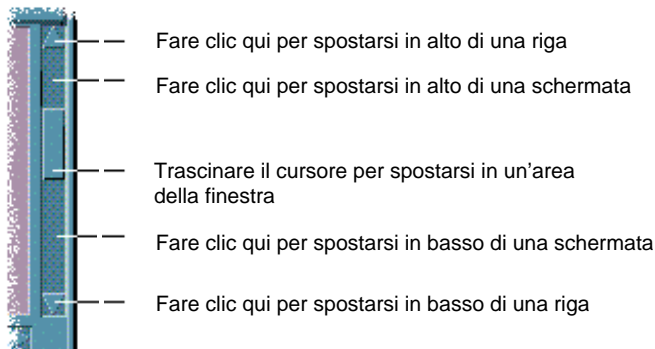 Fare clic qui per spostarsi in alto di una riga
Fare clic qui per spostarsi in alto di una schermata
Trascinare il cursore per spostarsi in un'area
della finestra
Fare clic qui per spostarsi in basso di una schermata
Fare clic qui per spostarsi in basso di una riga